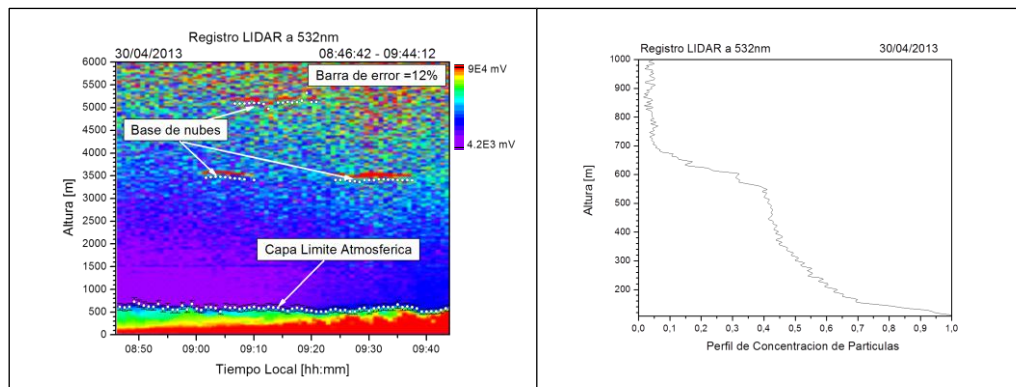 Registro LIDAR a 532nm
30/04/2013 08:46:42 - 09:44:12
6000
5500
5000
4500
4000
3500
3000
2500
2000
1500
1000
500
0
Altura [m]
Barra de error =12%
Base de nubes
Capa Limite Atmosferica
9E4 mV
4.2E3 mV
08:50 09:00 09:10 09:20 09:30 09:40
Tiempo Local [hh:mm]
Registro LIDAR a 532nm 30/04/2013
1000
900
800
700
600
500
400
300
200
Altura [m]
0,0 0,1 0,2 0,3 0,4 0,5 0,6 0,7 0,8 0,9 1,0
Perfil de Concentracion de Particulas